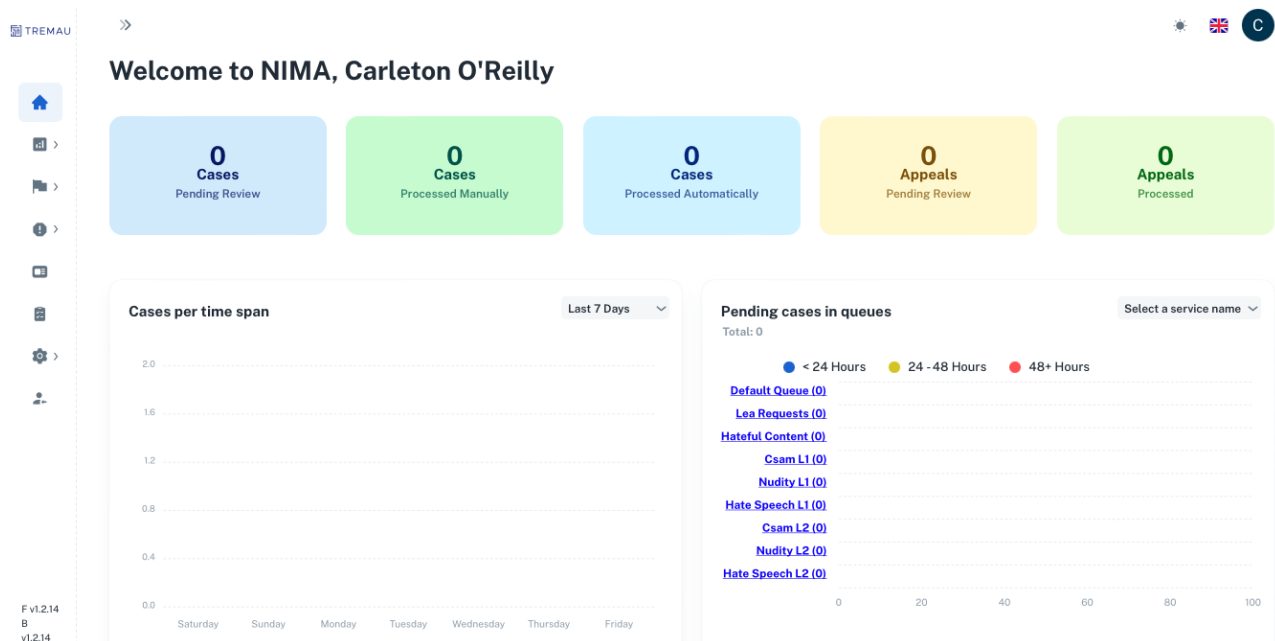 TREMAU
C
Welcome to NIMA, Carleton O'Reilly
0
Cases
Pending Review
0
Cases
Processed Manually
0
Cases
Processed Automatically
0
Appeals
Pending Review
0
Appeals
Processed
Cases per time span
Last 7 Days
2.0
1.6
1.2
0.8
0.4
0.0
Saturday Sunday Monday Tuesday Wednesday Thursday Friday
Pending cases in queues
Select a service name
Total: 0
< 24 Hours 24 - 48 Hours 48+ Hours
Default Queue (0)
Lea Requests (0)
Hateful Content (0)
Csam L1 (0)
Nudity L1 (0)
Hate Speech L1 (0)
Csam L2 (0)
Nudity L2 (0)
Hate Speech L2 (0)
0 20 40 60 80 100
F v1.2.14
B
v1.2.14